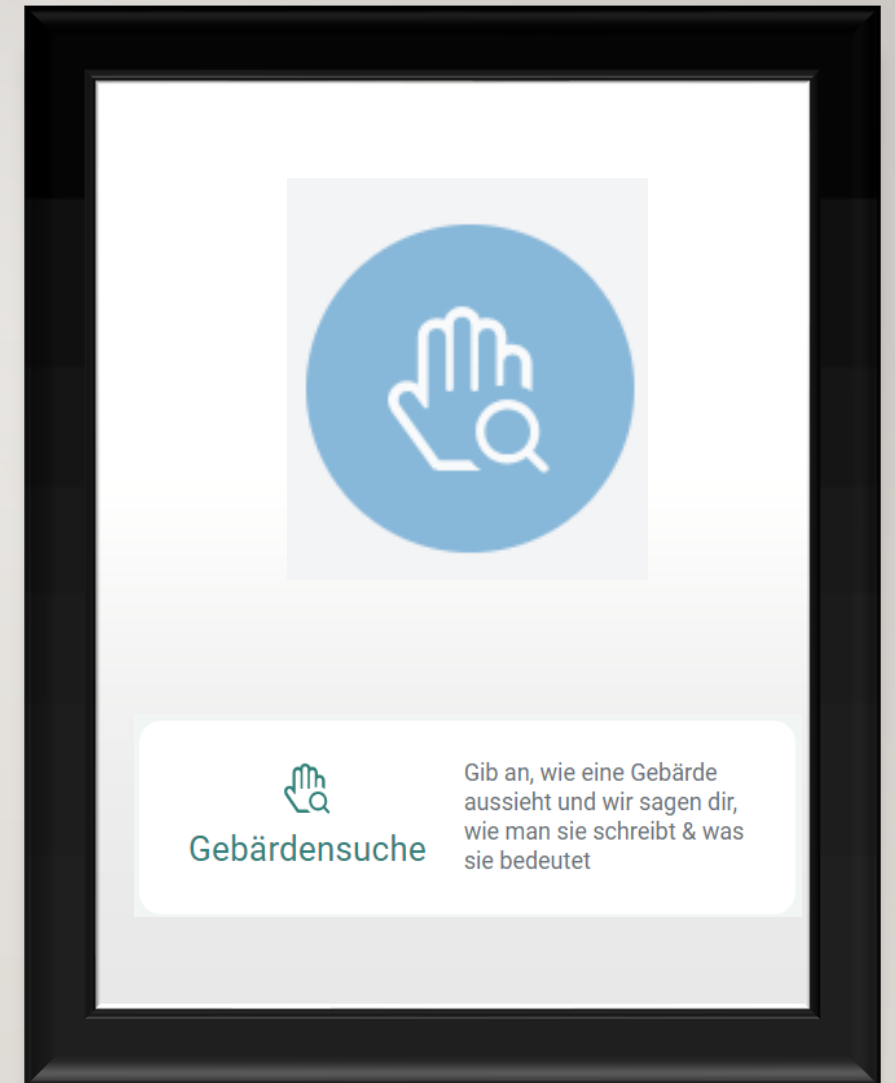 Gebärdensuche
Gib an, wie eine Gebärde
aussieht und wir sagen dir,
wie man sie schreibt & was
sie bedeutet